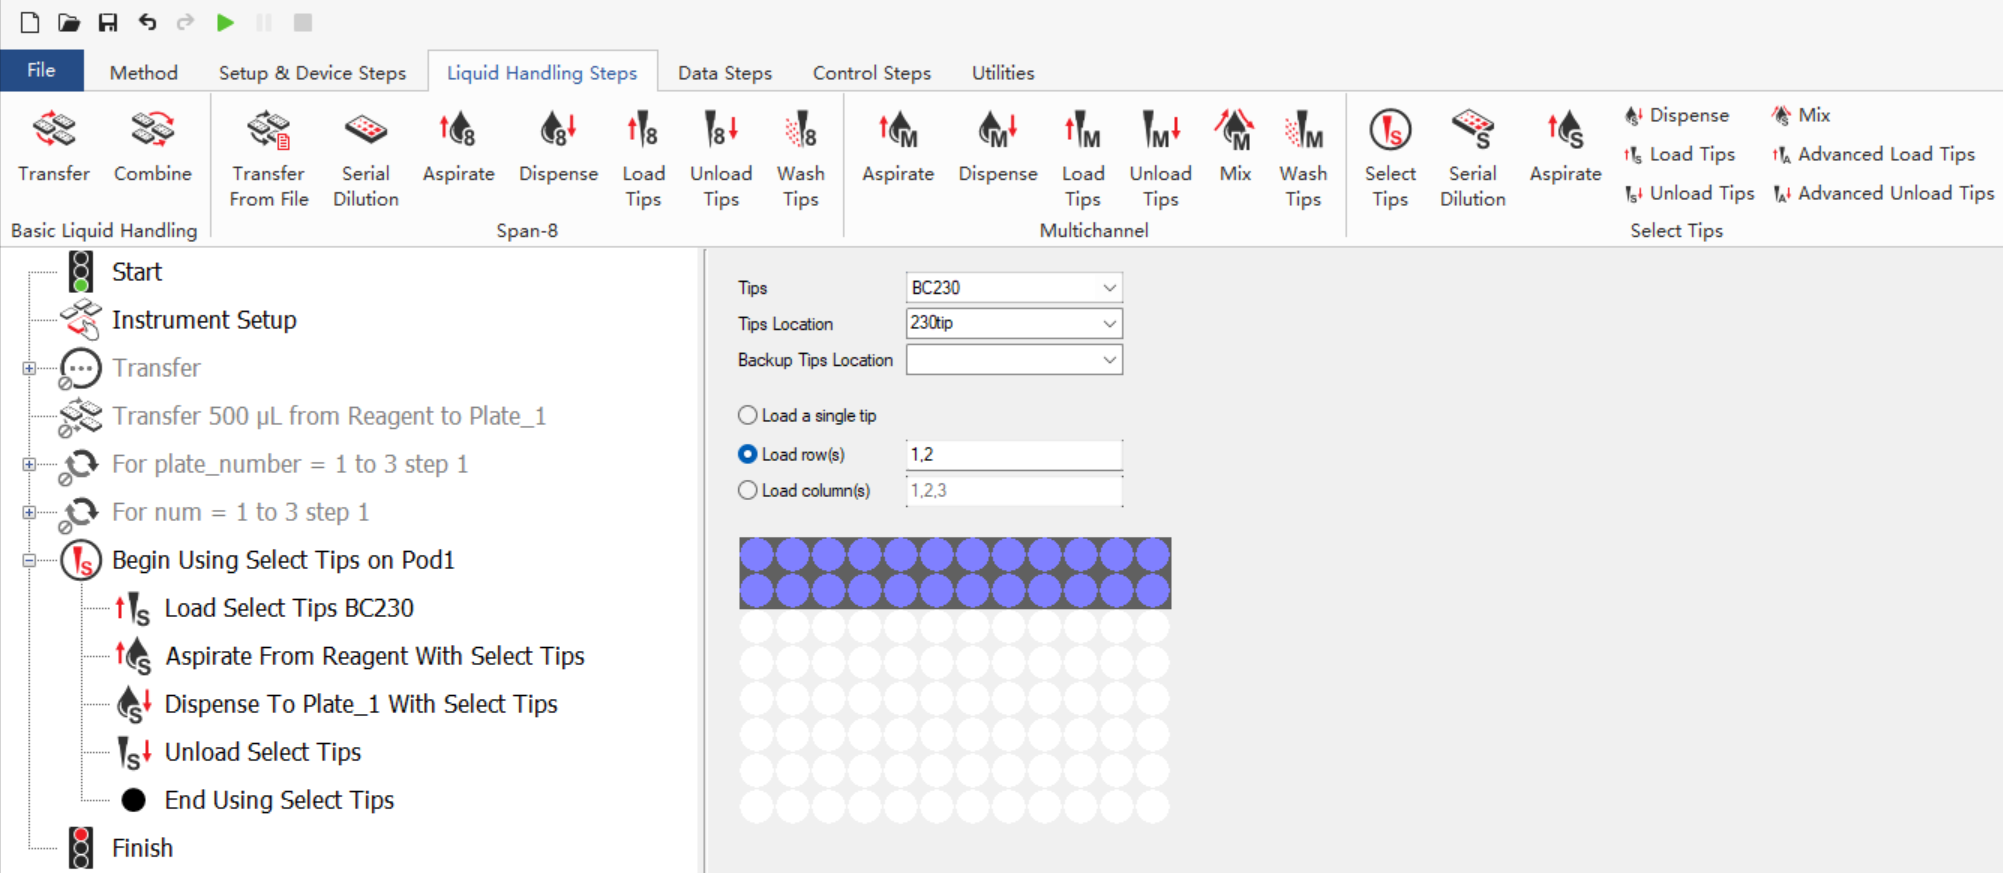 File Method Setup & Device Steps Liquid Handling Steps Data Steps Control Steps Utilities
Transfer
Combine
Basic Liquid Handling
Transfer
From File
Serial
Dilution
Aspirate
Dispense
Load
Tips
Unload
Tips
Wash
Tips
Span-8
Aspirate
Dispense
Load
Tips
Unload
Tips
Mix
Wash
Tips
Multichannel
Select
Tips
Serial
Dilution
Aspirate
Dispense
Load Tips
Unload Tips
Mix
Advanced Load Tips
Advanced Unload Tips
Select Tips
Start
Instrument Setup
Transfer
Transfer 500 µL from Reagent to Plate_1
For plate_number = 1 to 3 step 1
For num = 1 to 3 step 1
Begin Using Select Tips on Pod1
Load Select Tips BC230
Aspirate From Reagent With Select Tips
Dispense To Plate_1 With Select Tips
Unload Select Tips
End Using Select Tips
Finish
Tips BC230
Tips Location 230tip
Backup Tips Location
Load a single tip
Load row(s) 1,2
Load column(s) 1,2,3